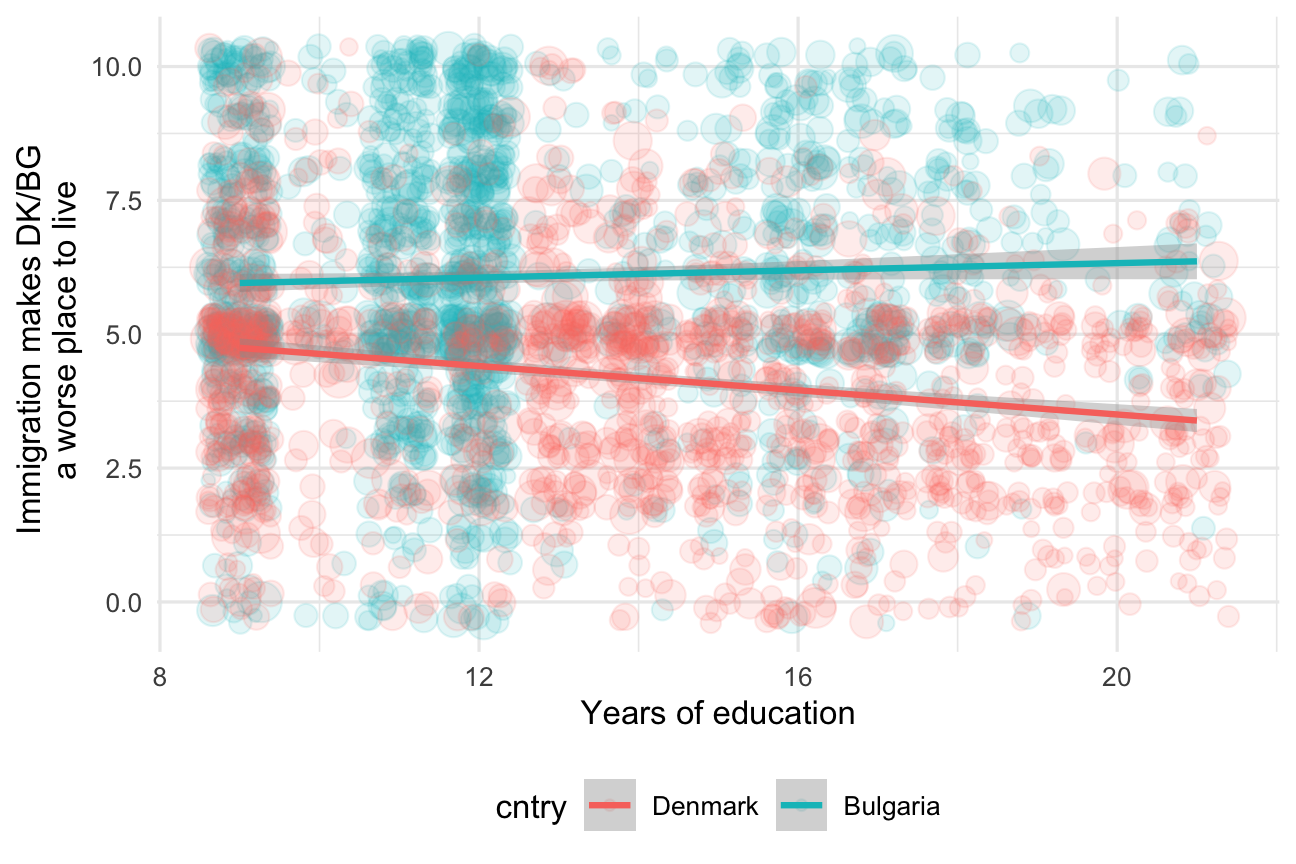 Immigration makes DK/BG
a worse place to live
10.0
7.5
5.0
2.5
0.0
8 12 16 20
Years of education
cntry Denmark Bulgaria